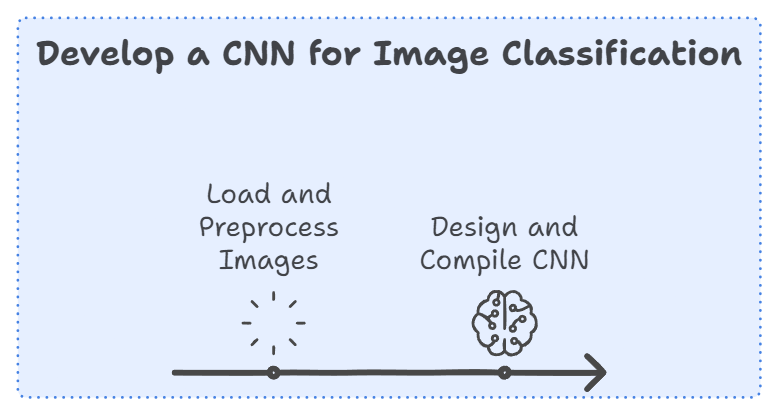 Develop a CNN for Image Classification
Load and
Preprocess
Images
Design and
Compile CNN